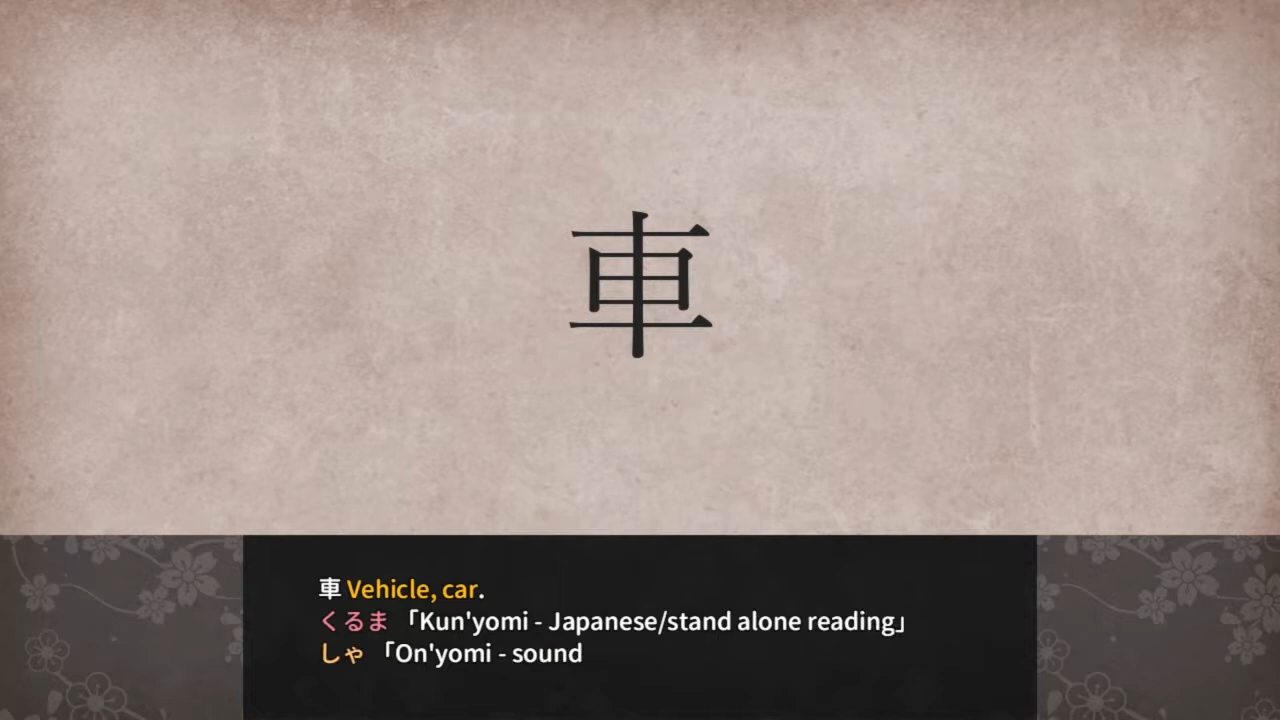 車
車 Vehicle, car.
くるま 「Kun'yomi - Japanese/stand alone reading」
しゃ 「On'yomi - sound